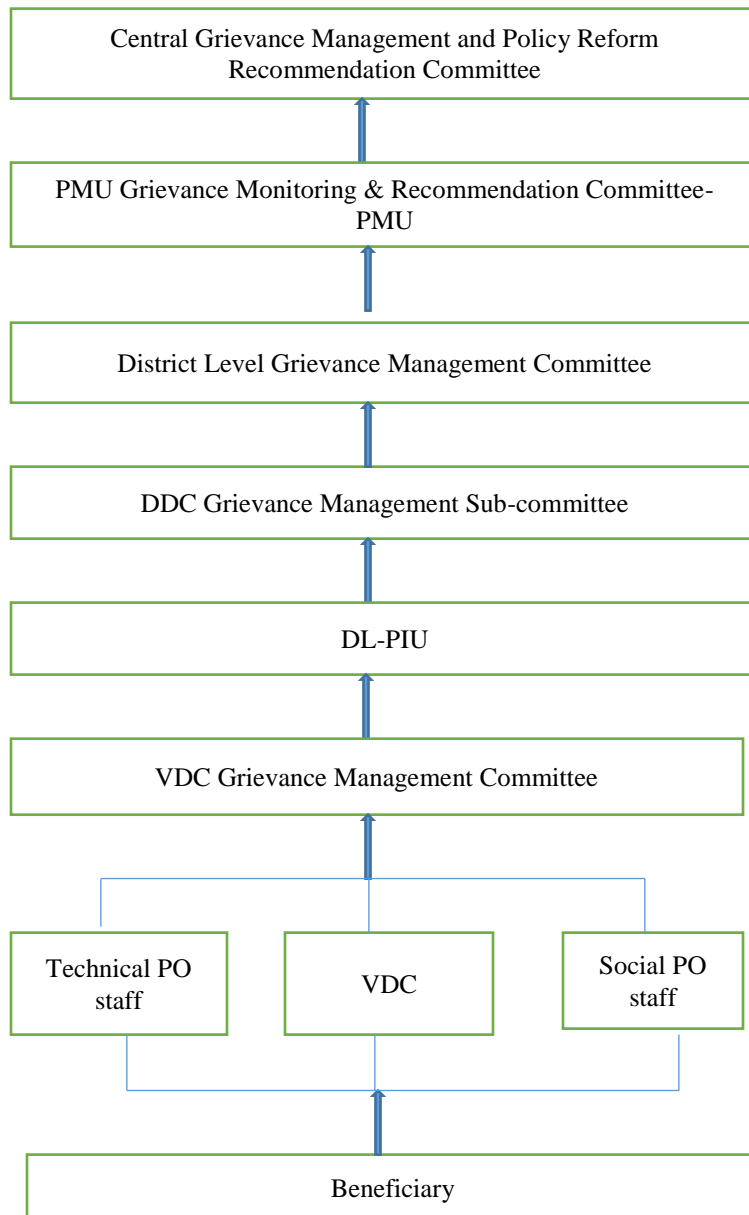 Central Grievance Management and Policy Reform
Recommendation Committee
PMU Grievance Monitoring & Recommendation Committee-
PMU
District Level Grievance Management Committee
DDC Grievance Management Sub-committee
DL-PIU
VDC Grievance Management Committee
Technical PO
staff
VDC
Social PO
staff
Beneficiary